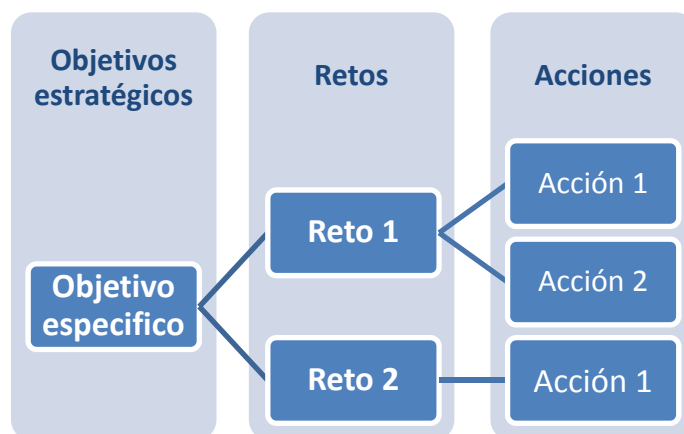 Objetivos
estratégicos
Retos
Acciones
Objetivo
especifico
Reto 1
Reto 2
Acción 1
Acción 2
Acción 1